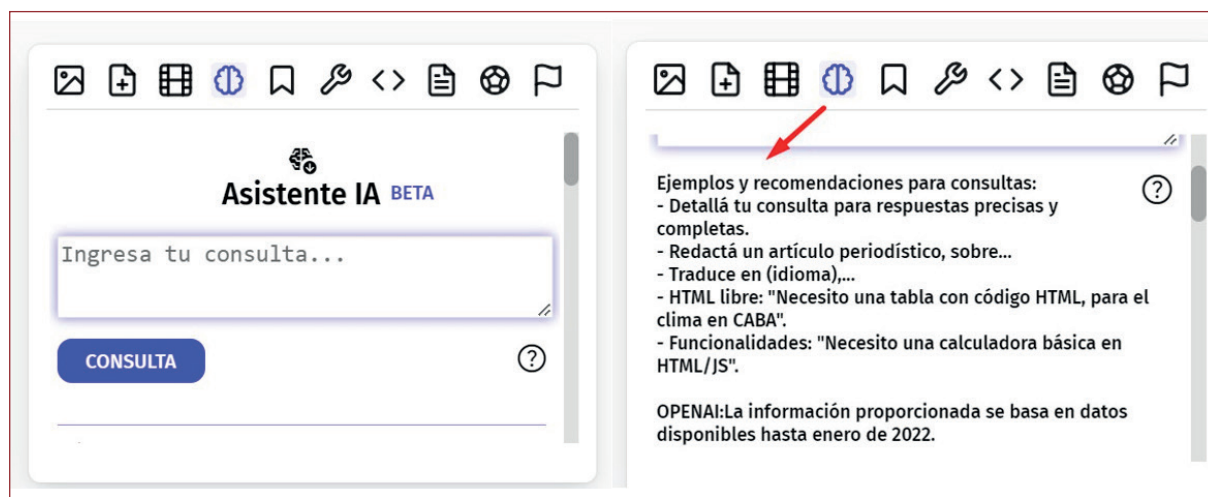 Asistente IA BETA
Ingresa tu consulta...
CONSULTA
?
Ejemplos y recomendaciones para consultas:
- Detallá tu consulta para respuestas precisas y
completas.
- Redactá un artículo periodístico, sobre...
- Traduce en (idioma),...
- HTML libre: "Necesito una tabla con código HTML, para el
clima en CABA".
- Funcionalidades: "Necesito una calculadora básica en
HTML/JS".
OPENAI:La información proporcionada se basa en datos
disponibles hasta enero de 2022.
?